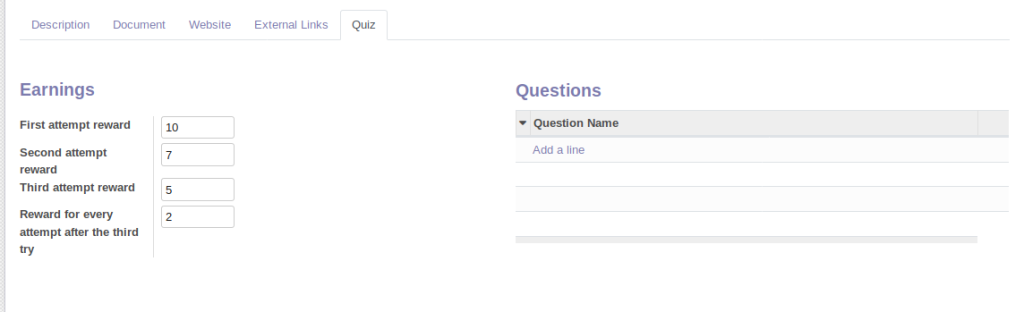 Description Document Website External Links Quiz
Earnings
First attempt reward 10
Second attempt
reward
7
Third attempt reward 5
Reward for every
attempt after the third
try
2
Questions
Question Name
Add a line